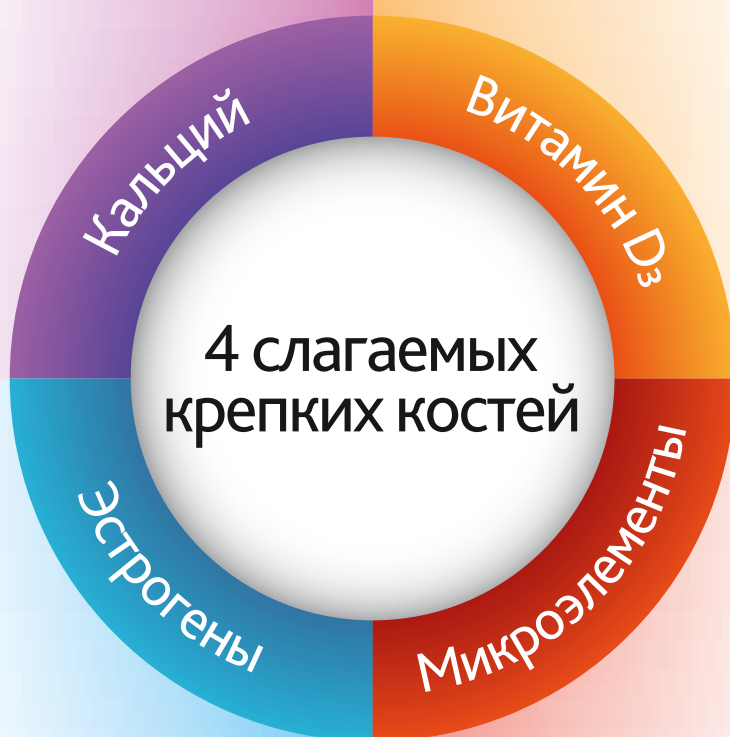 Кальций
Витамин D₃
4 слагаемых
крепких костей
Эстрогены
Микроэлементы